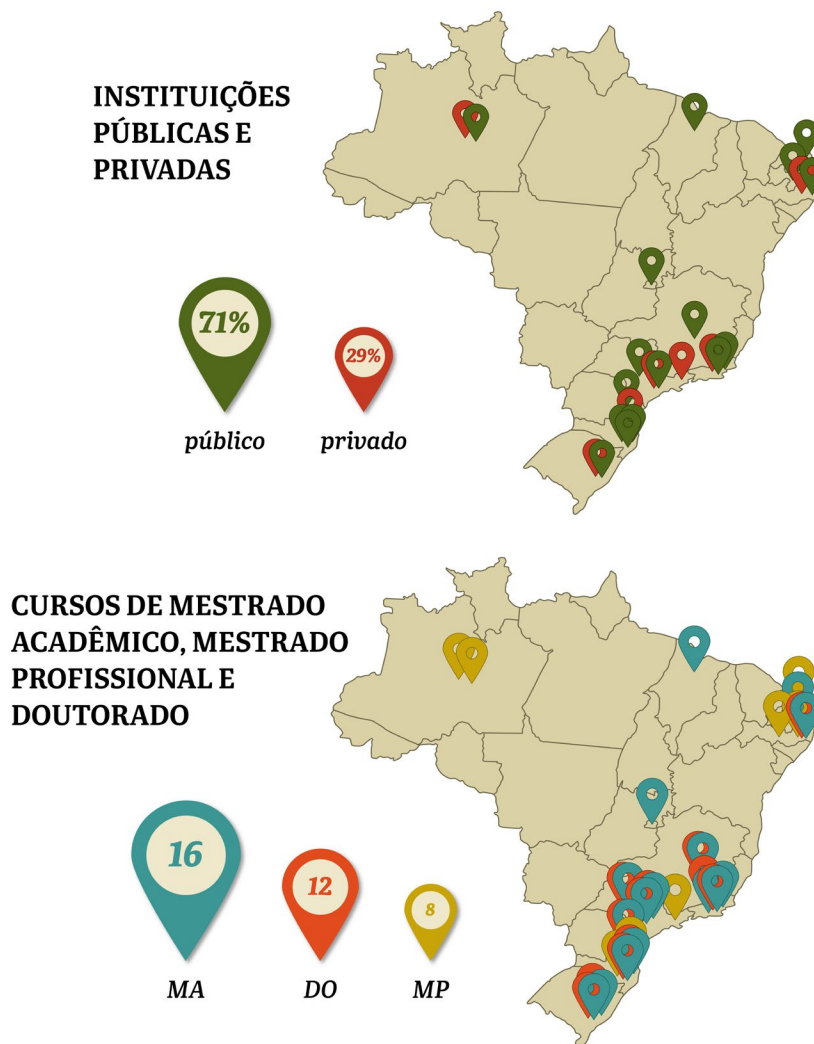 INSTITUIÇÕES
PÚBLICAS E
PRIVADAS
71%
29%
público
privado
CURSOS DE MESTRADO
ACADÊMICO, MESTRADO
PROFISSIONAL E
DOUTORADO
16
12
8
MA
DO
MP